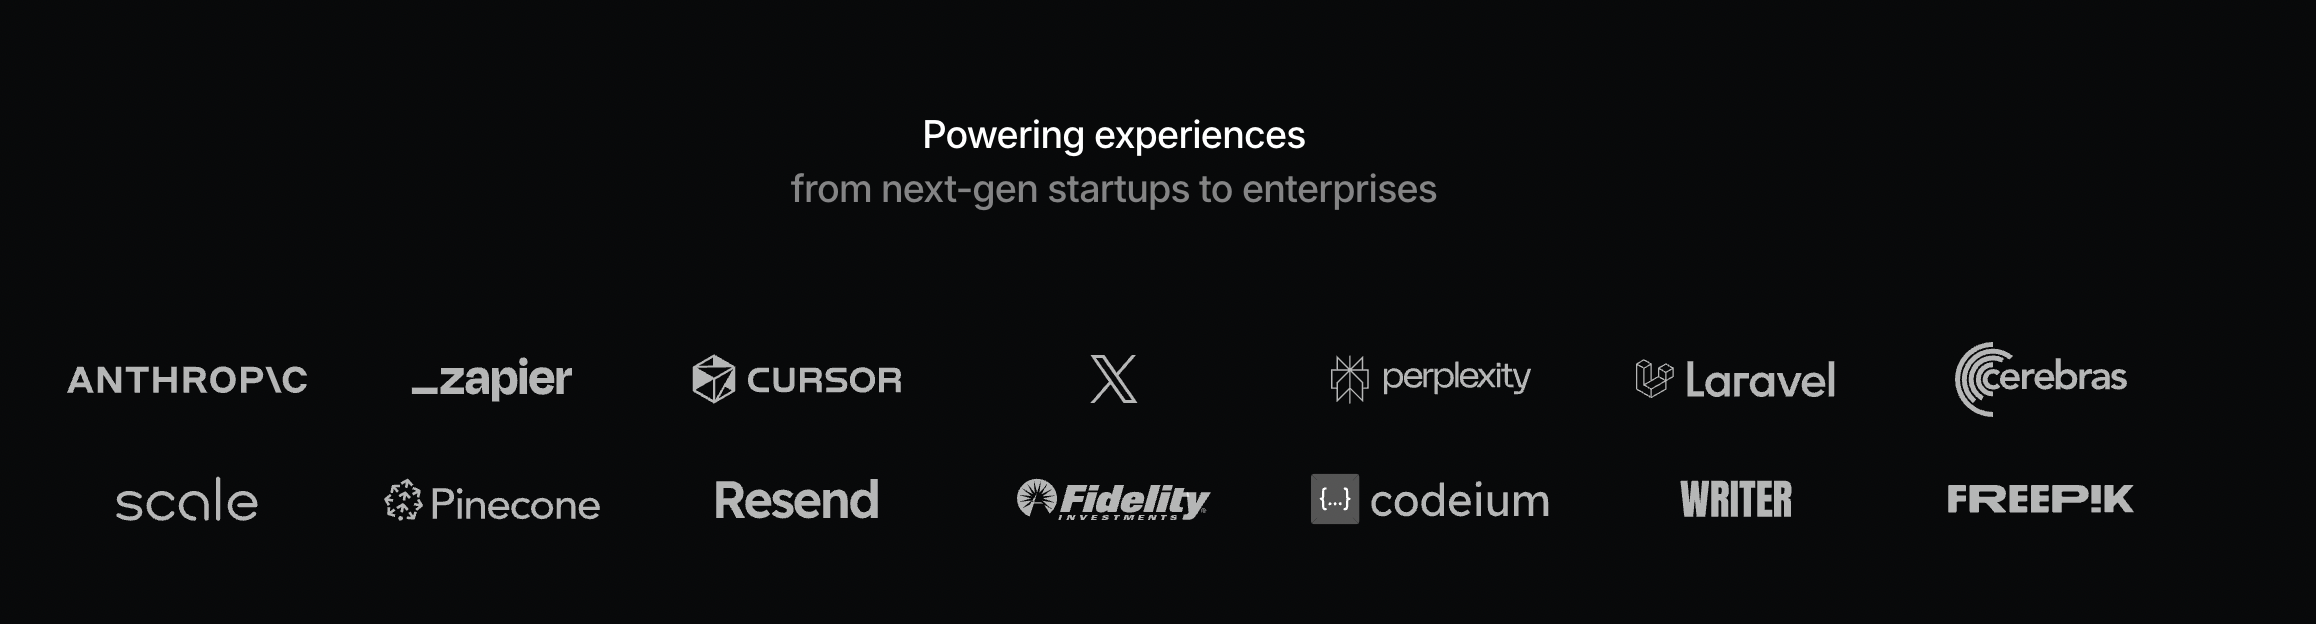 Powering experiences
from next-gen startups to enterprises
ANTHROP\C _zapier CURSOR X perplexity Laravel cerebras
scale Pinecone Resend Fidelity INVESTMENTS® {...} codeium WRITER FREEP!K